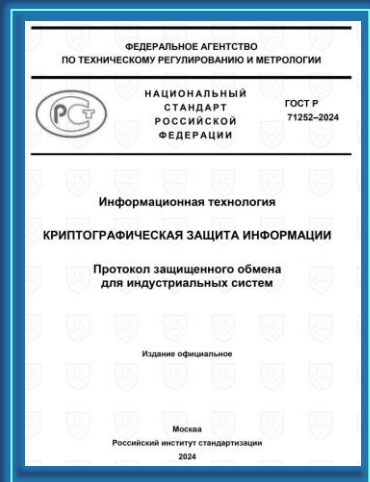 ФЕДЕРАЛЬНОЕ АГЕНТСТВО
ПО ТЕХНИЧЕСКОМУ РЕГУЛИРОВАНИЮ И МЕТРОЛОГИИ
НАЦИОНАЛЬНЫЙ
СТАНДАРТ
РОССИЙСКОЙ
ФЕДЕРАЦИИ
ГОСТ Р
71252–2024
Информационная технология
КРИПТОГРАФИЧЕСКАЯ ЗАЩИТА ИНФОРМАЦИИ
Протокол защищенного обмена
для индустриальных систем
Издание официальное
Москва
Российский институт стандартизации
2024